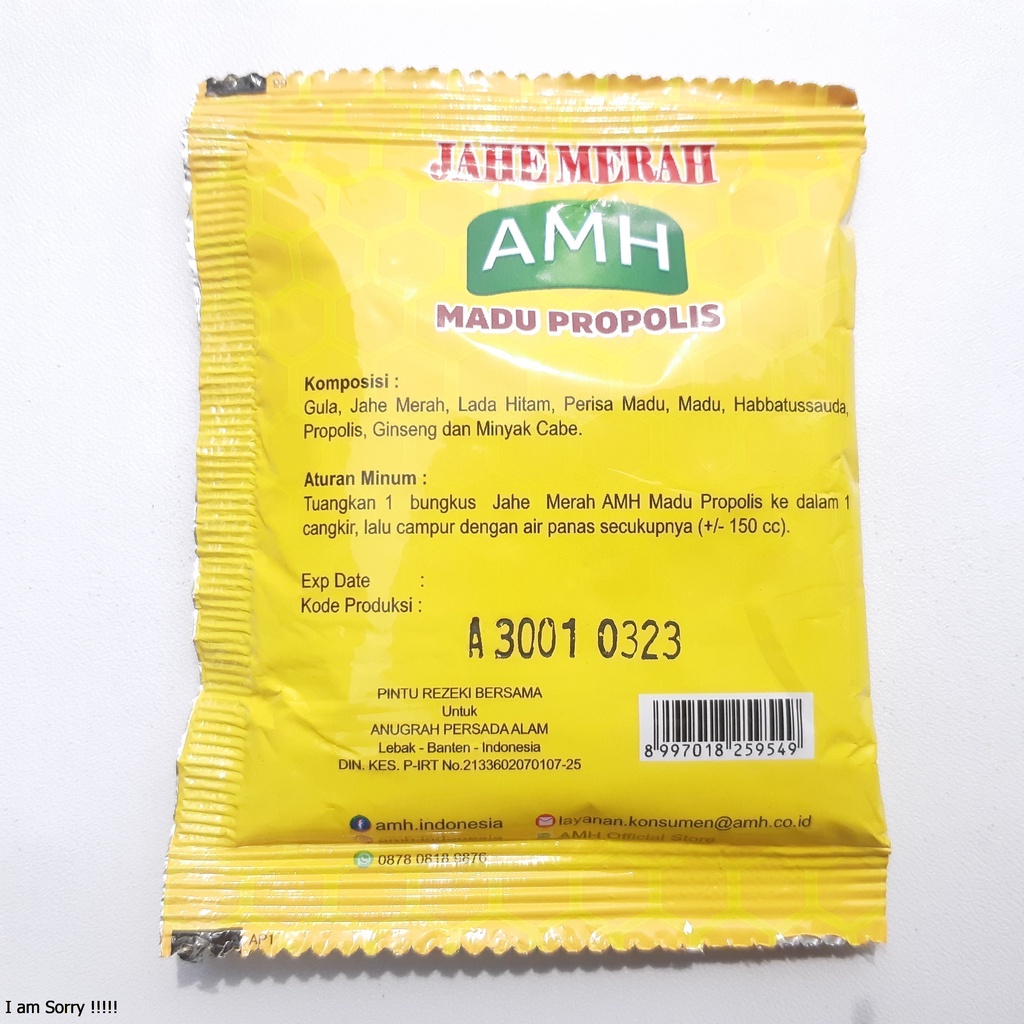 JAHE MERAH
AMH
MADU PROPOLIS
Komposisi :
Gula, Jahe Merah, Lada Hitam, Perisa Madu, Madu, Habbatussauda,
Propolis, Ginseng dan Minyak Cabe.
Aturan Minum :
Tuangkan 1 bungkus Jahe Merah AMH Madu Propolis ke dalam 1
cangkir, lalu campur dengan air panas secukupnya (+/- 150 cc).
Exp Date :
Kode Produksi :
A 3001 0323
PINTU REZEKI BERSAMA
Untuk
ANUGRAH PERSADA ALAM
Lebak - Banten - Indonesia
DIN. KES. P-IRT No.2133602070107-25
8 997018 259549
amh.indonesia
layanan.konsumen@amh.co.id
amh.indonesia
AMH Official Store
0878 0818 9876
AP1
I am Sorry !!!!!